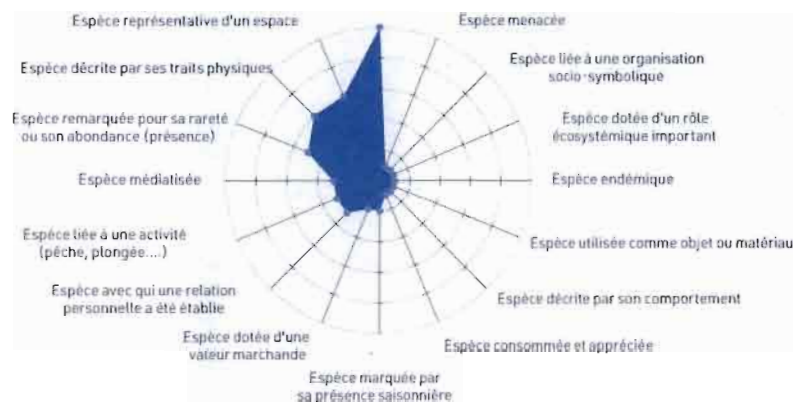 Espèce représentative d'un espace
Espèce menacée
Espèce décrite par ses traits physiques
Espèce liée à une organisation
socio-symbolique
Espèce remarquée pour sa rareté
ou son abondance (présence)
Espèce dotée d'un rôle
écosystémique important
Espèce médiatisée
Espèce endémique
Espèce liée à une activité
(pêche, plongée....)
Espèce utilisée comme objet ou matériau
Espèce avec qui une relation
personnelle a été établie
Espèce décrite par son comportement
Espèce dotée d'une
valeur marchande
Espèce consommée et appréciée
Espèce marquée par
sa présence saisonnière